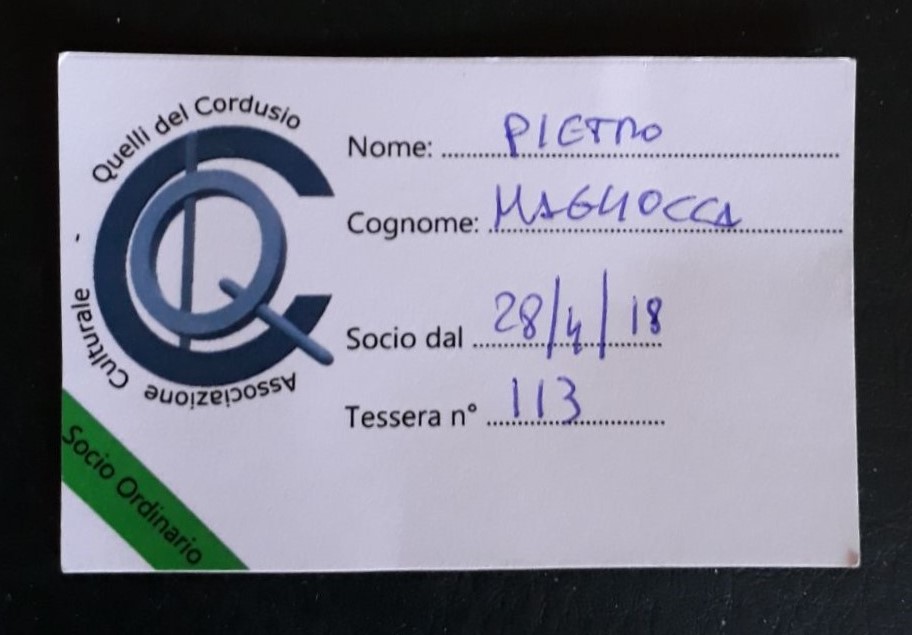 Quelli del Cordusio - Associazione Culturale
Nome: PIETRO
Cognome: MAGLIOCCA
Socio dal 28/4/18
Tessera n° 113
Socio Ordinario